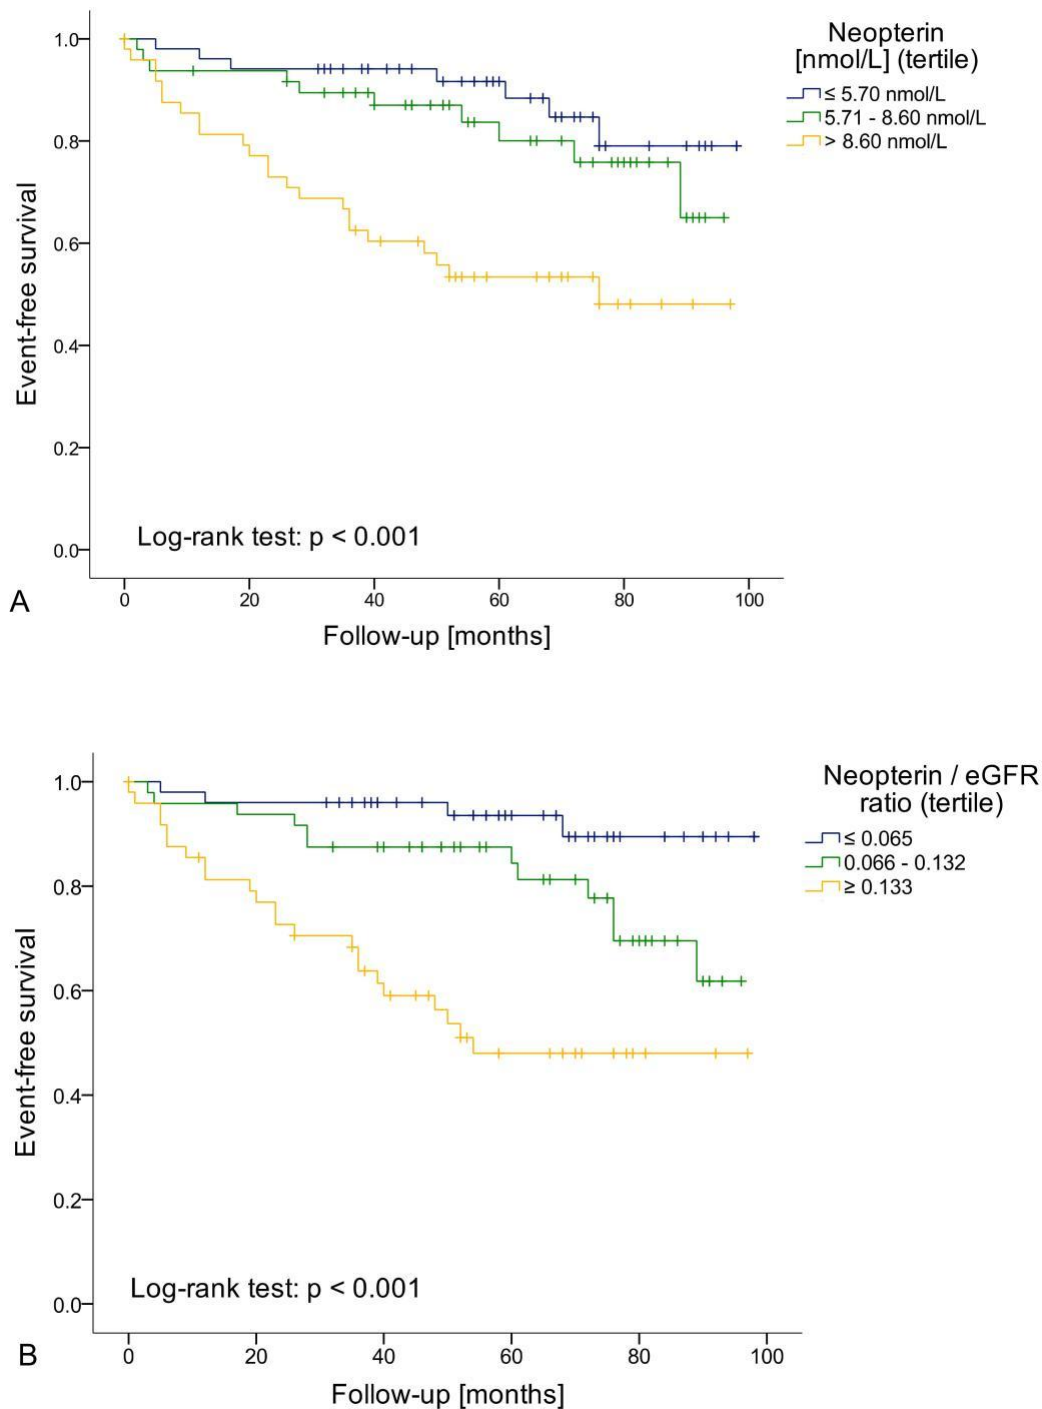 Neopterin
[nmol/L] (tertile)
≤ 5.70 nmol/L
5.71 - 8.60 nmol/L
> 8.60 nmol/L
1.0
0.8
0.6
0.4
0.2
0.0
Event-free survival
Log-rank test: p < 0.001
0 20 40 60 80 100
A
Follow-up [months]
Neopterin / eGFR
ratio (tertile)
≤ 0.065
0.066 - 0.132
≥ 0.133
1.0
0.8
0.6
0.4
0.2
0.0
Event-free survival
Log-rank test: p < 0.001
0 20 40 60 80 100
B
Follow-up [months]